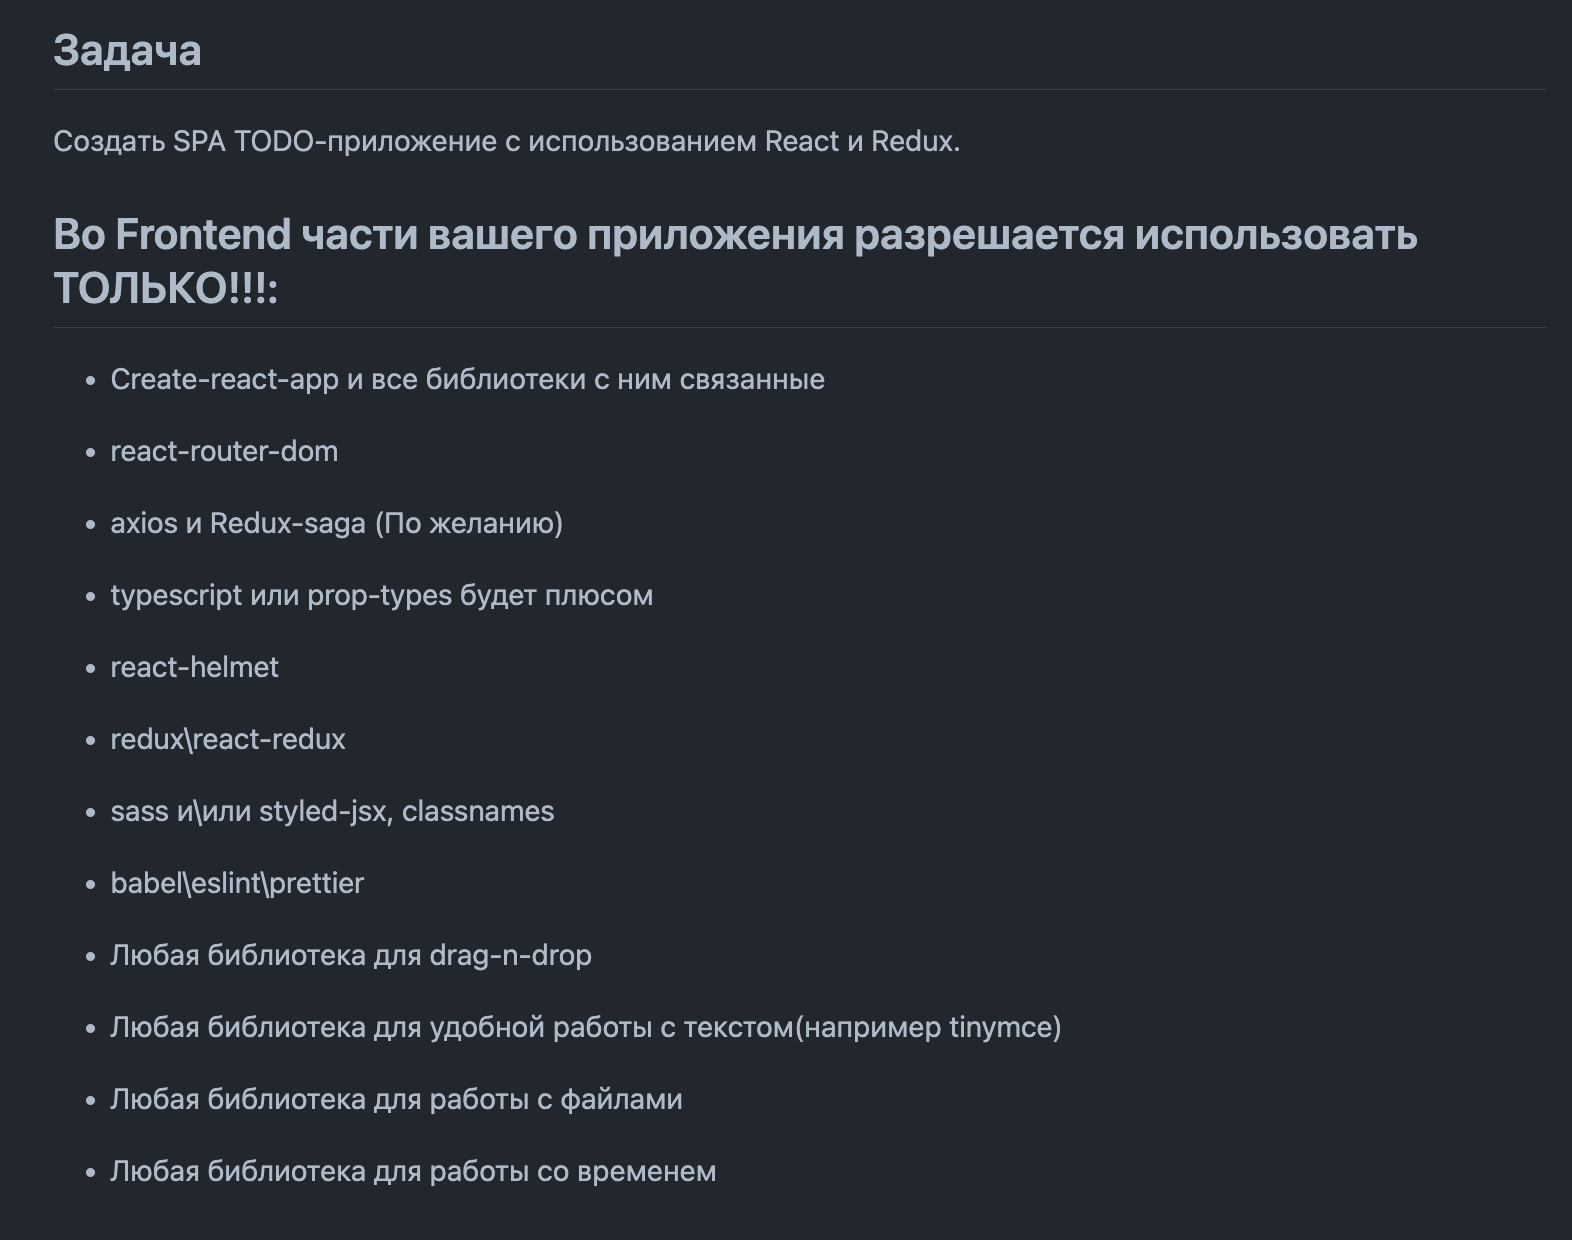 Задача
Создать SPA TODO-приложение с использованием React и Redux.
Во Frontend части вашего приложения разрешается использовать
ТОЛЬКО!!!:
• Create-react-app и все библиотеки с ним связанные
• react-router-dom
• axios и Redux-saga (По желанию)
• typescript или prop-types будет плюсом
• react-helmet
• redux\react-redux
• sass и\или styled-jsx, classnames
• babel\eslint\prettier
• Любая библиотека для drag-n-drop
• Любая библиотека для удобной работы с текстом(например tinymce)
• Любая библиотека для работы с файлами
• Любая библиотека для работы со временем